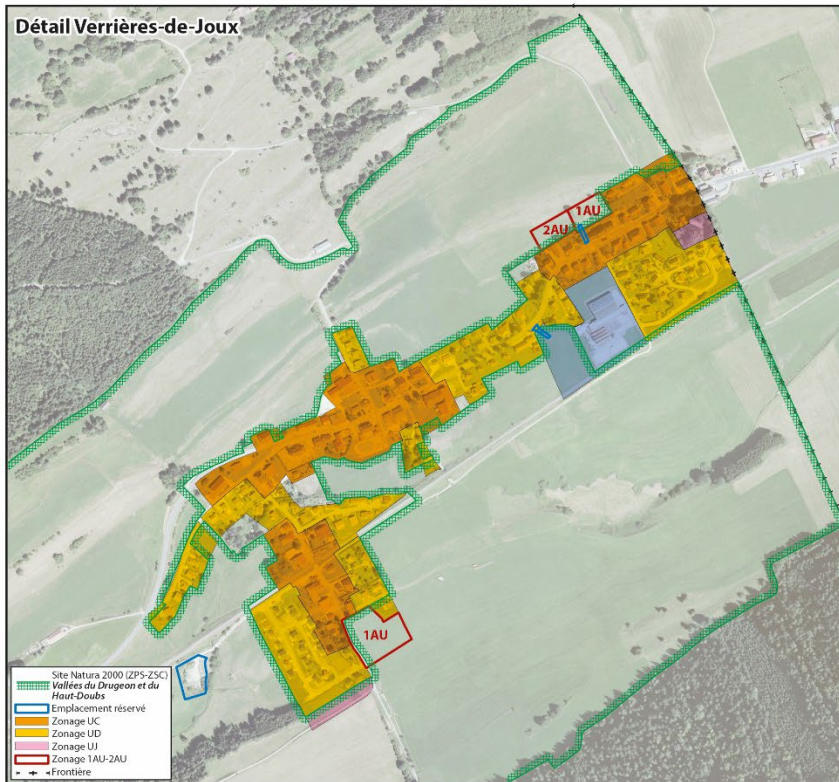 Détail Verrières-de-Joux
1AU
2AU
1AU
Site Natura 2000 (ZPS-ZSC)
Vallées du Drugeon et du
Haut-Doubs
Emplacement réservé
Zonage UC
Zonage UD
Zonage UJ
Zonage 1AU-2AU
Frontière